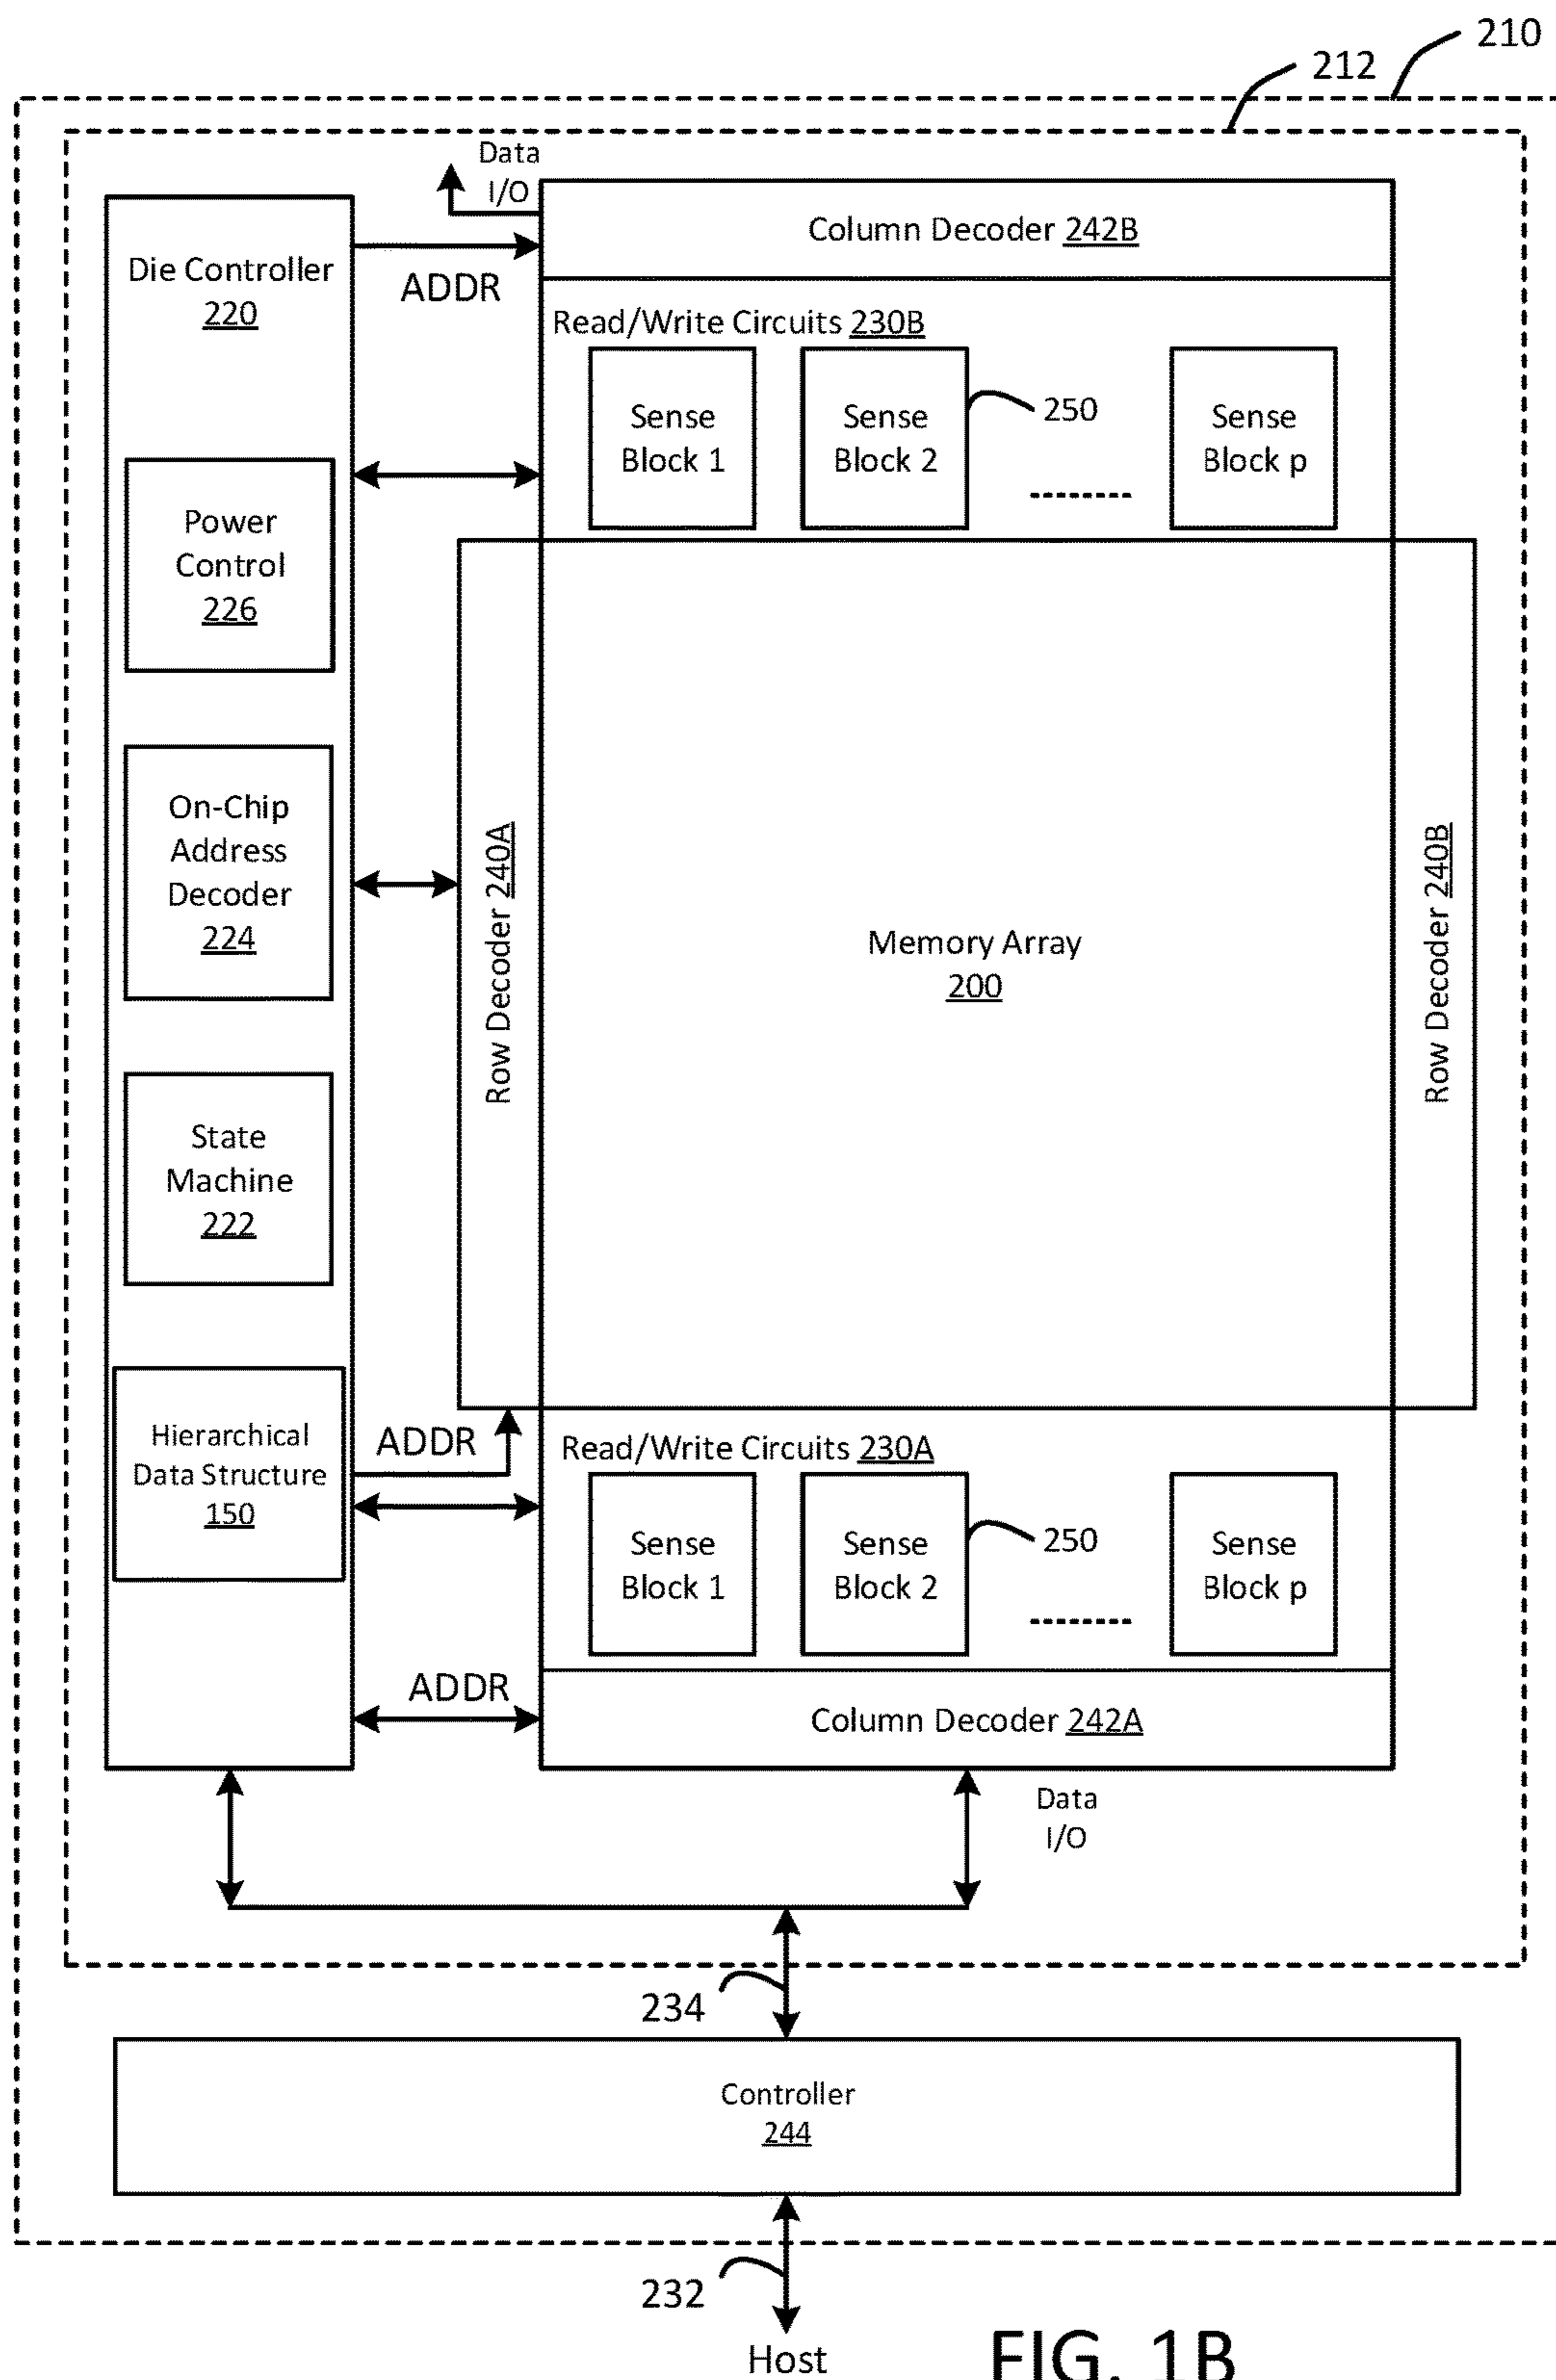 210
212
Data
I/O
Column Decoder 242B
Die Controller
220
ADDR
Read/Write Circuits 230B
Sense
Block 1
Sense
Block 2
250
Sense
Block p
Power
Control
226
On-Chip
Address
Decoder
224
Row Decoder 240A
Memory Array
200
Row Decoder 240B
State
Machine
222
Hierarchical
Data Structure
150
ADDR
Read/Write Circuits 230A
Sense
Block 1
Sense
Block 2
250
Sense
Block p
ADDR
Column Decoder 242A
Data
I/O
234
Controller
244
232
Host
FIG. 1B